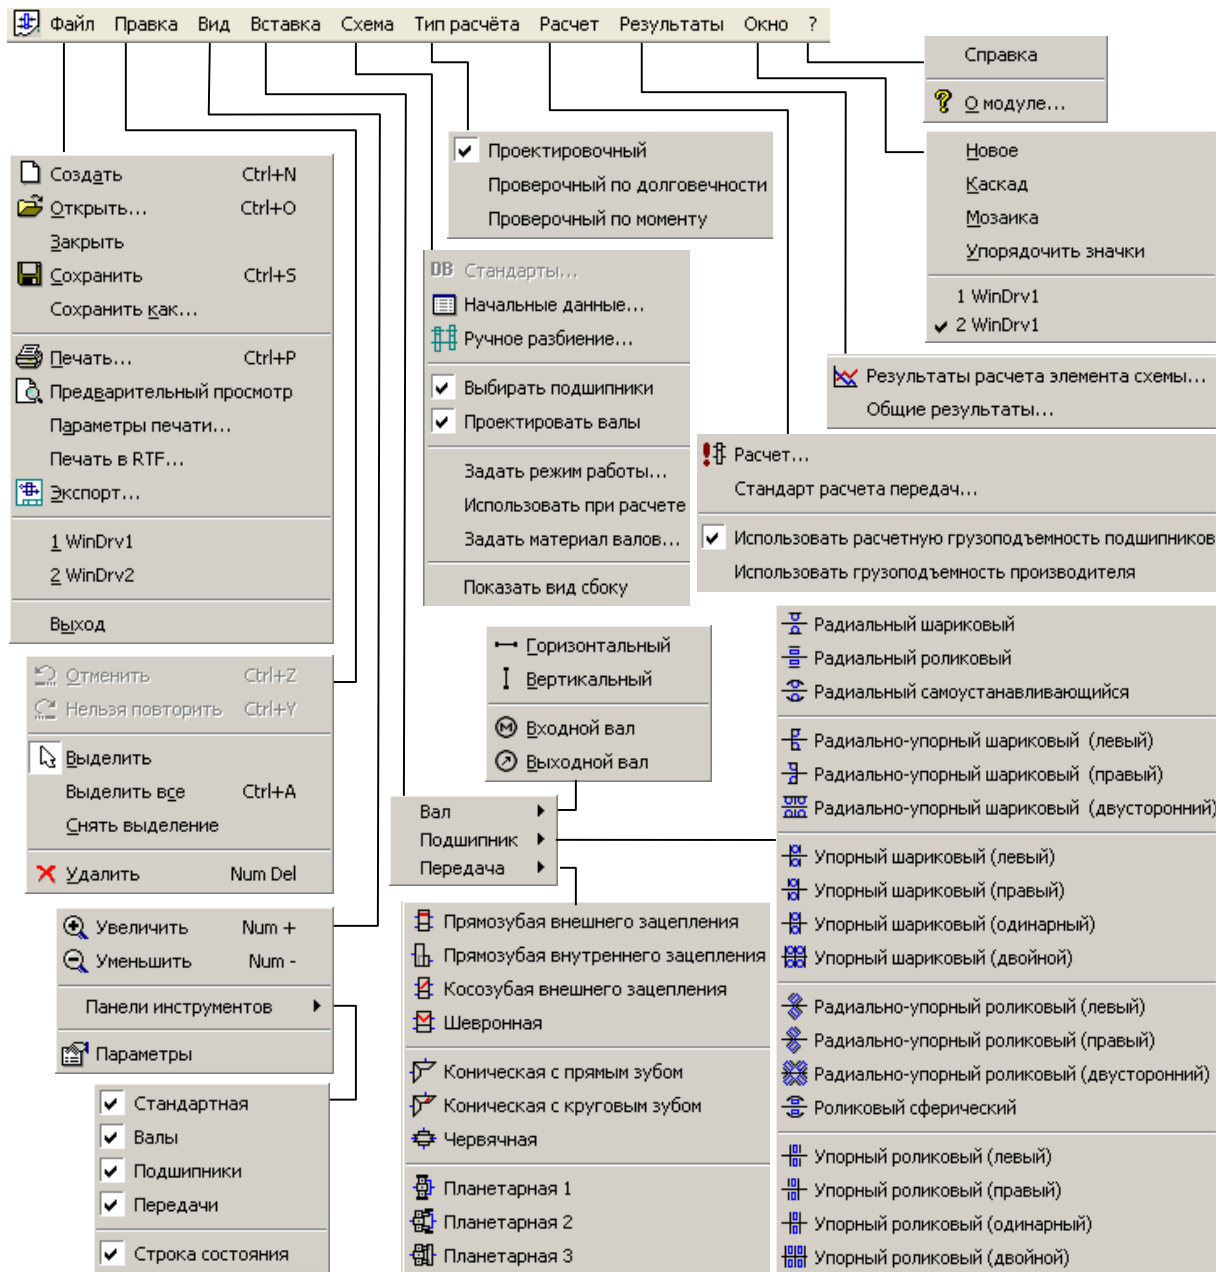 Файл Правка Вид Вставка Схема Тип расчёта Расчет Результаты Окно ?
Справка
О модуле...
Новое
Каскад
Мозаика
Упорядочить значки
1 WinDrv1
2 WinDrv1
Проектировочный
Проверочный по долговечности
Проверочный по моменту
Создать Ctrl+N
Открыть... Ctrl+O
Закрыть
Сохранить Ctrl+S
Сохранить как...
Печать... Ctrl+P
Предварительный просмотр
Параметры печати...
Печать в RTF...
Экспорт...
1 WinDrv1
2 WinDrv2
Выход
DB Стандарты...
Начальные данные...
Ручное разбиение...
Выбирать подшипники
Проектировать валы
Задать режим работы...
Использовать при расчете
Задать материал валов...
Показать вид сбоку
Результаты расчета элемента схемы...
Общие результаты...
Расчет...
Стандарт расчета передач...
Использовать расчетную грузоподъемность подшипников
Использовать грузоподъемность производителя
Отменить Ctrl+Z
Нельзя повторить Ctrl+Y
Выделить
Выделить все Ctrl+A
Снять выделение
Удалить Num Del
Горизонтальный
Вертикальный
Входной вал
Выходной вал
Вал
Подшипник
Передача
Увеличить Num +
Уменьшить Num -
Панели инструментов
Параметры
Стандартная
Валы
Подшипники
Передачи
Строка состояния
Прямозубая внешнего зацепления
Прямозубая внутреннего зацепления
Косозубая внешнего зацепления
Шевронная
Коническая с прямым зубом
Коническая с круговым зубом
Червячная
Планетарная 1
Планетарная 2
Планетарная 3
Радиальный шариковый
Радиальный роликовый
Радиальный самоустанавливающийся
Радиально-упорный шариковый (левый)
Радиально-упорный шариковый (правый)
Радиально-упорный шариковый (двусторонний)
Упорный шариковый (левый)
Упорный шариковый (правый)
Упорный шариковый (одинарный)
Упорный шариковый (двойной)
Радиально-упорный роликовый (левый)
Радиально-упорный роликовый (правый)
Радиально-упорный роликовый (двусторонний)
Роликовый сферический
Упорный роликовый (левый)
Упорный роликовый (правый)
Упорный роликовый (одинарный)
Упорный роликовый (двойной)